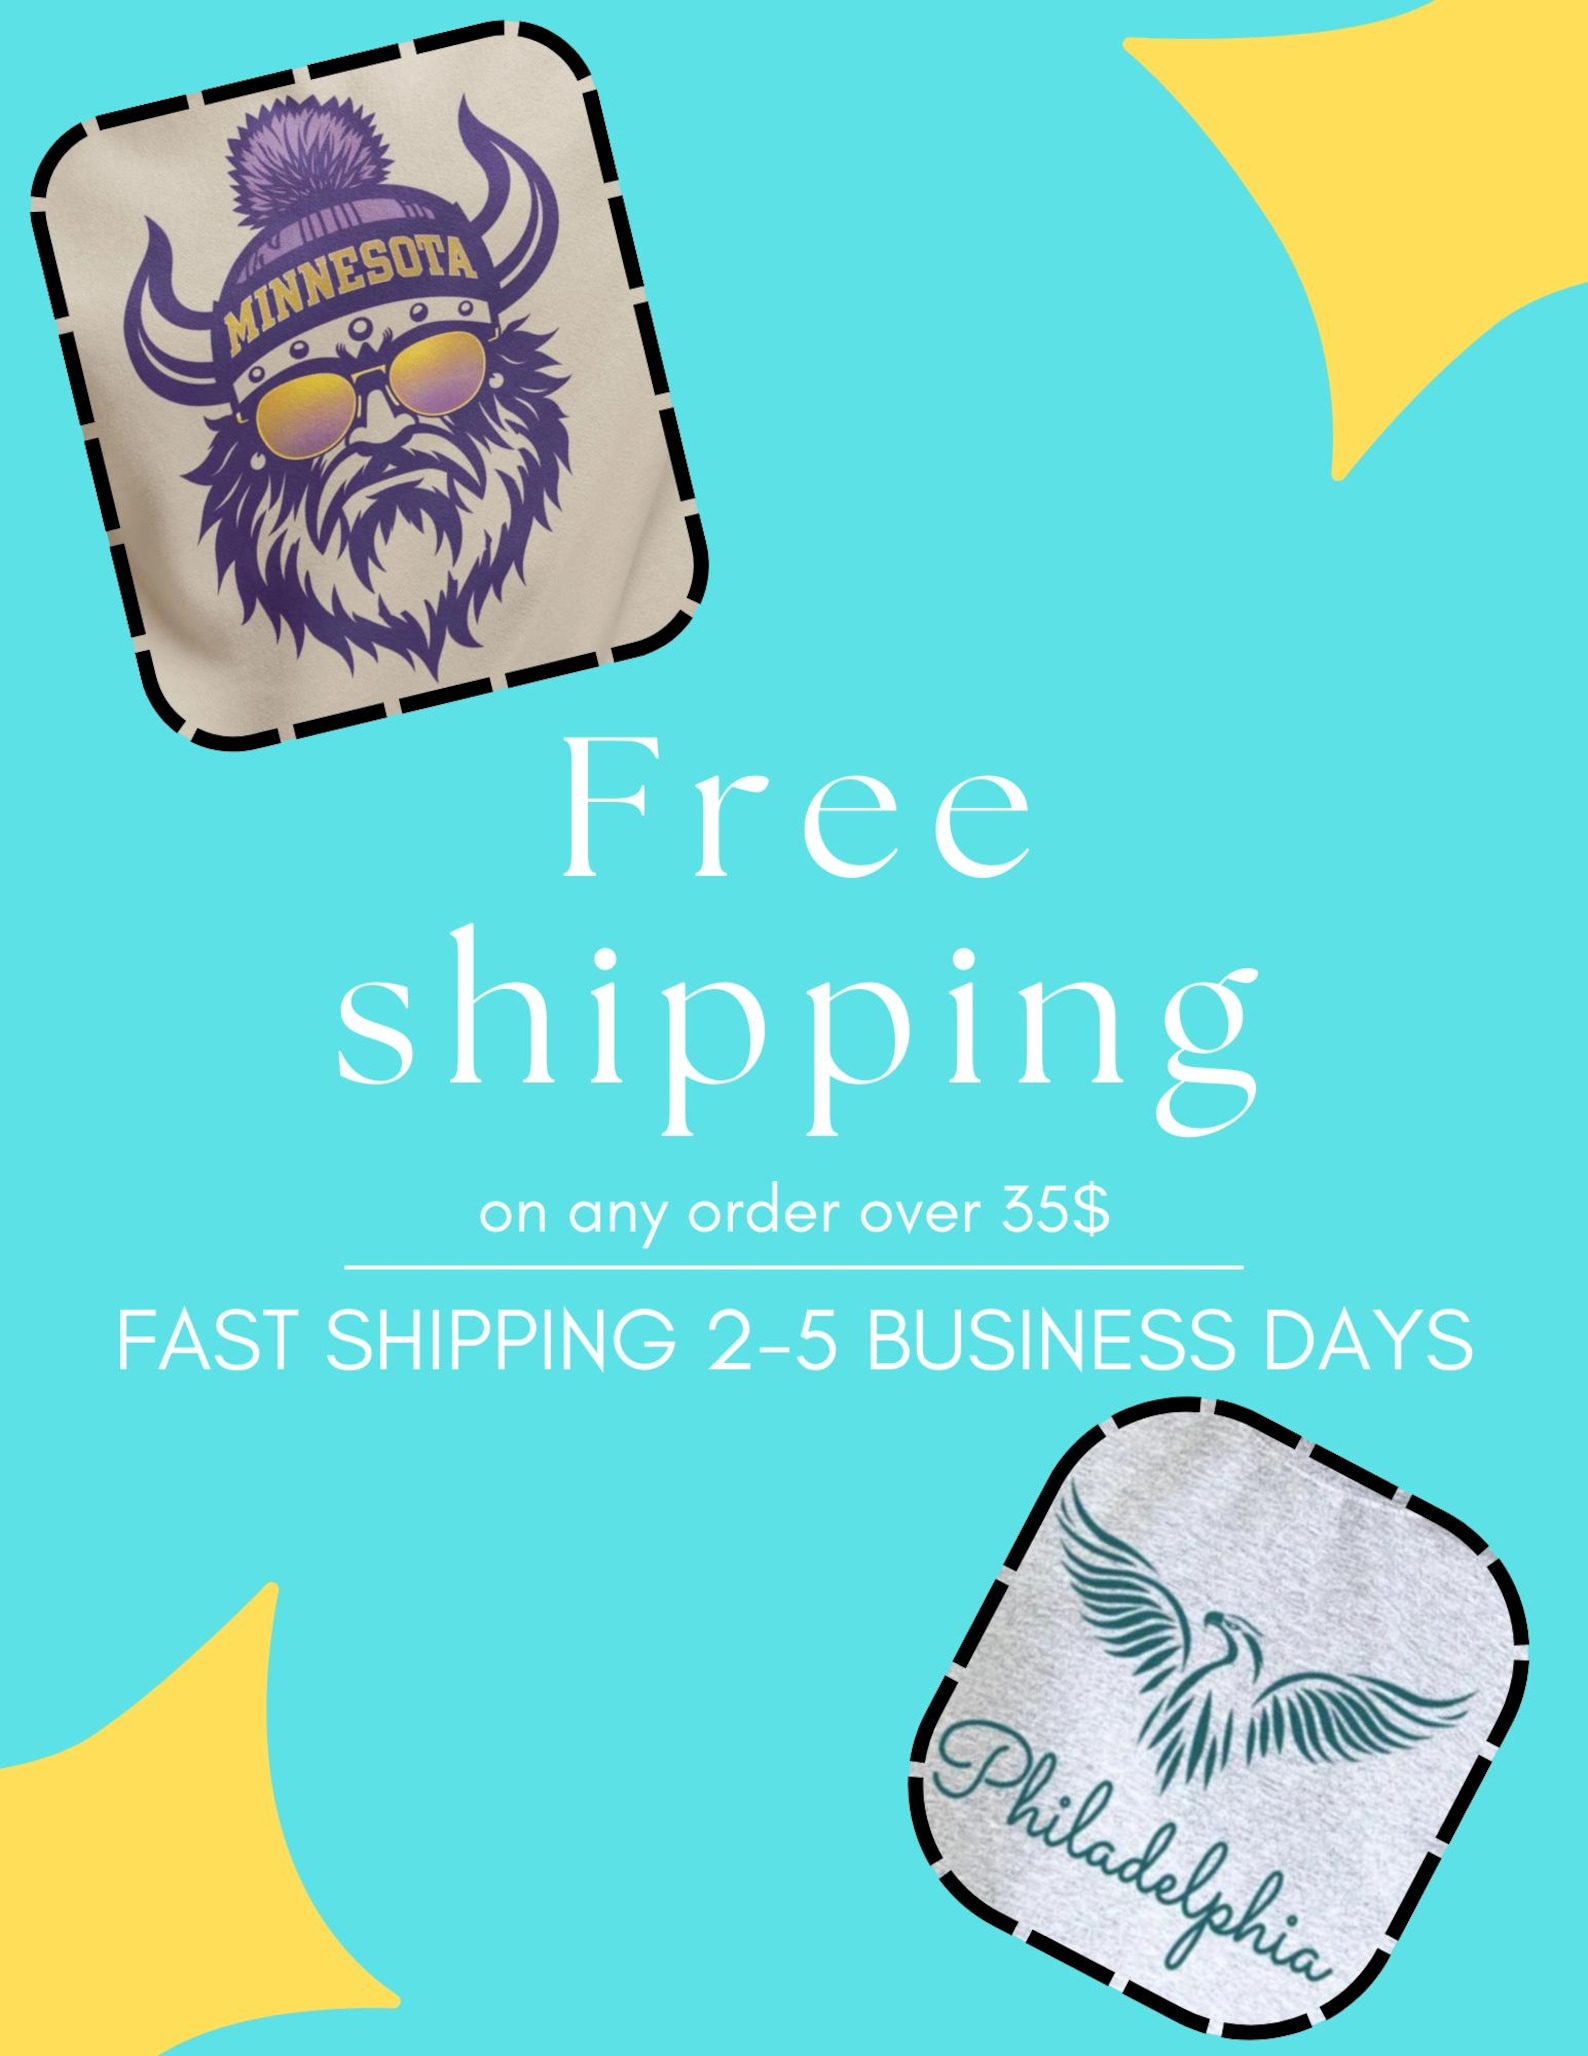 MINNESOTA
Free
shipping
on any order over 35$
FAST SHIPPING 2-5 BUSINESS DAYS
Philadelphia